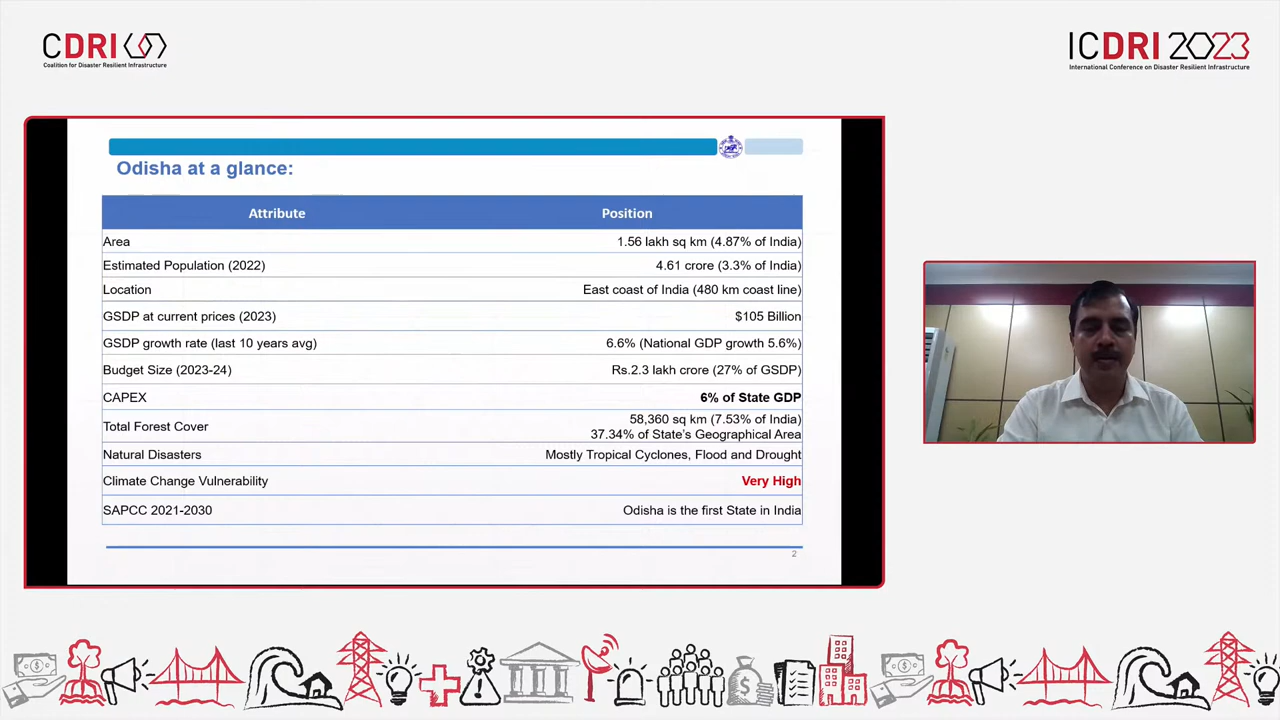 CDRI
Coalition for Disaster Resilient Infrastructure
ICDRI 2023
International Conference on Disaster Resilient Infrastructure
Odisha at a glance:
Attribute Position
Area 1.56 lakh sq km (4.87% of India)
Estimated Population (2022) 4.61 crore (3.3% of India)
Location East coast of India (480 km coast line)
GSDP at current prices (2023) $105 Billion
GSDP growth rate (last 10 years avg) 6.6% (National GDP growth 5.6%)
Budget Size (2023-24) Rs.2.3 lakh crore (27% of GSDP)
CAPEX 6% of State GDP
Total Forest Cover 58,360 sq km (7.53% of India)
37.34% of State's Geographical Area
Natural Disasters Mostly Tropical Cyclones, Flood and Drought
Climate Change Vulnerability Very High
SAPCC 2021-2030 Odisha is the first State in India
2